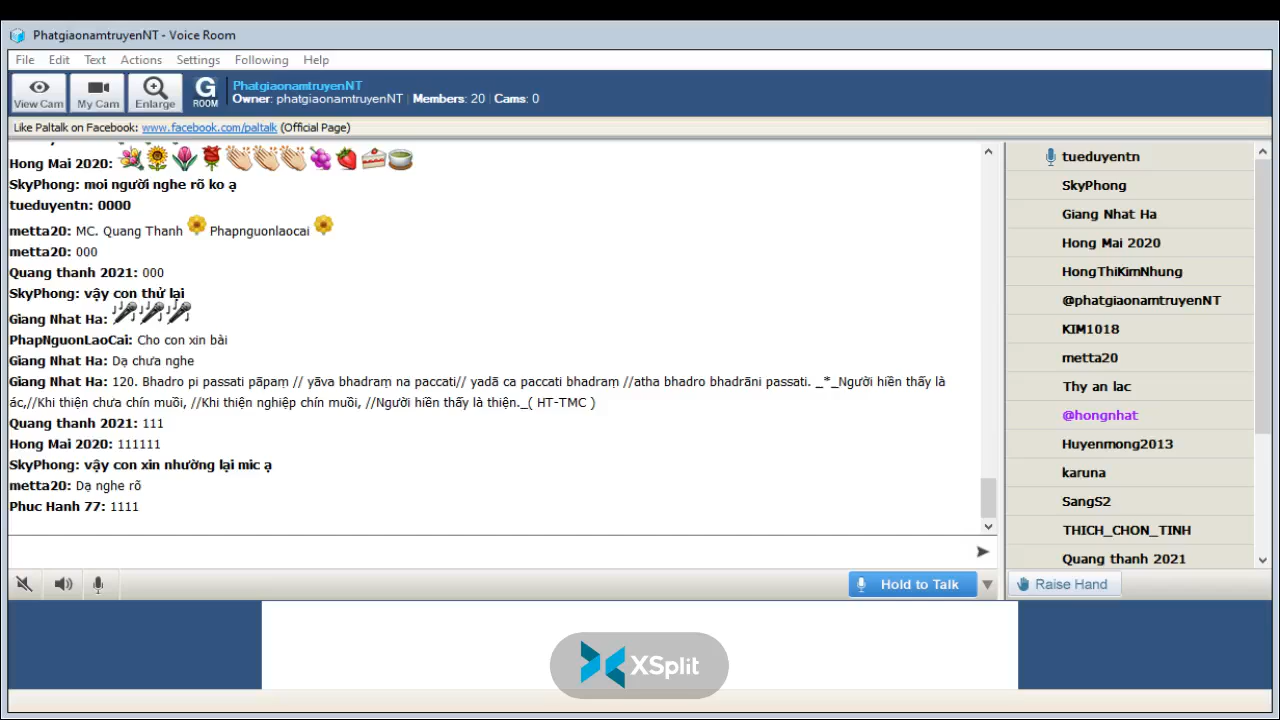 PhatgiaonamtruyenNT - Voice Room
File Edit Text Actions Settings Following Help
View Cam My Cam Enlarge G ROOM
PhatgiaonamtruyenNT
Owner: phatgiaonamtruyenNT Members: 20 Cams: 0
Like Paltalk on Facebook: www.facebook.com/paltalk (Official Page)
Hong Mai 2020:
SkyPhong: moi người nghe rõ ko ạ
tueduyentn: 0000
metta20: MC. Quang Thanh Phapnguonlaocai
metta20: 000
Quang thanh 2021: 000
SkyPhong: vậy con thử lại
Giang Nhat Ha:
PhapNguonLaoCai: Cho con xin bài
Giang Nhat Ha: Dạ chưa nghe
Giang Nhat Ha: 120. Bhadro pi passati pāpaṃ // yāva bhadraṃ na paccati// yadā ca paccati bhadraṃ //atha bhadro bhadrāni passati. _*_Người hiền thấy là
ác,//Khi thiện chưa chín muồi, //Khi thiện nghiệp chín muồi, //Người hiền thấy là thiện._( HT-TMC )
Quang thanh 2021: 111
Hong Mai 2020: 111111
SkyPhong: vậy con xin nhường lại mic ạ
metta20: Dạ nghe rõ
Phuc Hanh 77: 1111
Hold to Talk
tueduyentn
SkyPhong
Giang Nhat Ha
Hong Mai 2020
HongThiKimNhung
@phatgiaonamtruyenNT
KIM1018
metta20
Thy an lac
@hongnhat
Huyenmong2013
karuna
SangS2
THICH_CHON_TINH
Quang thanh 2021
Raise Hand
XSplit